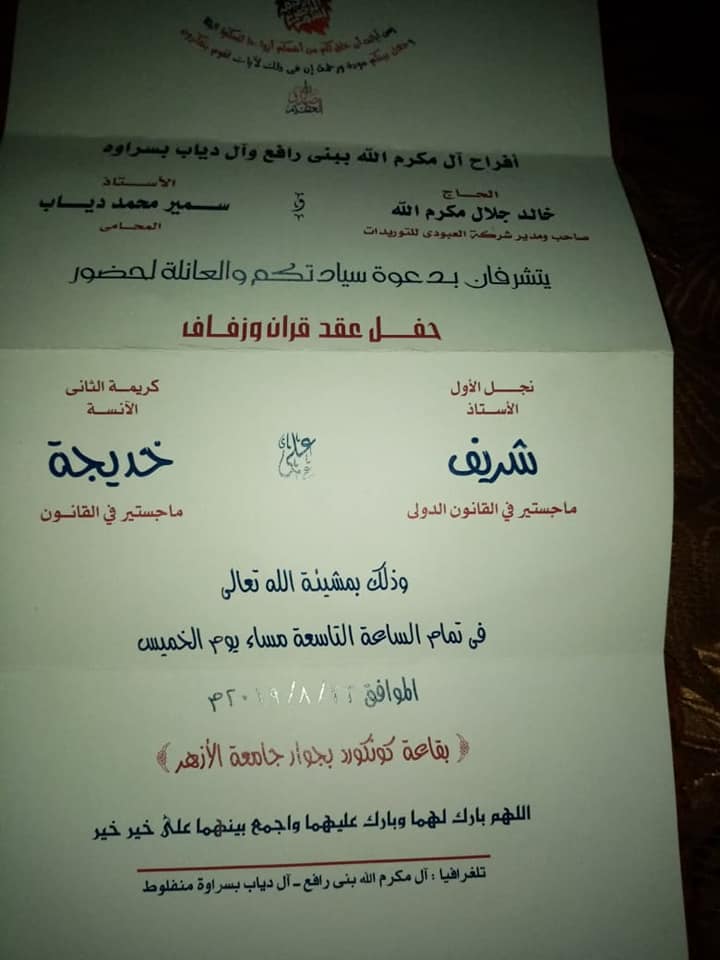 ومن آياته أن خلق لكم من أنفسكم أزواجا لتسكنوا إليها
وجعل بينكم مودة ورحمة إن في ذلك لآيات لقوم يتفكرون
صدق الله العظيم
أفراح آل مكرم الله ببنى رافع وآل دياب بسراوه
الحاج
خالد جلال مكرم الله
صاحب ومدير شركة العبودى للتوريدات
و
الأستاذ
سمير محمد دياب
المحامى
يتشرفان بدعوة سيادتكم والعائلة لحضور
حفل عقد قران وزفاف
نجل الأول
الأستاذ
شريف
ماجستير في القانون الدولى
على
كريمة الثانى
الآنسة
خديجة
ماجستير في القانون
وذلك بمشيئة الله تعالى
فى تمام الساعة التاسعة مساء يوم الخميس
الموافق ٢٠١٩/٨/٢٢م
﴿ بقاعة كونكورد بجوار جامعة الأزهر ﴾
اللهم بارك لهما وبارك عليهما واجمع بينهما على خير خير
تلغرافيا : آل مكرم الله بنى رافع - آل دياب بسراوة منفلوط